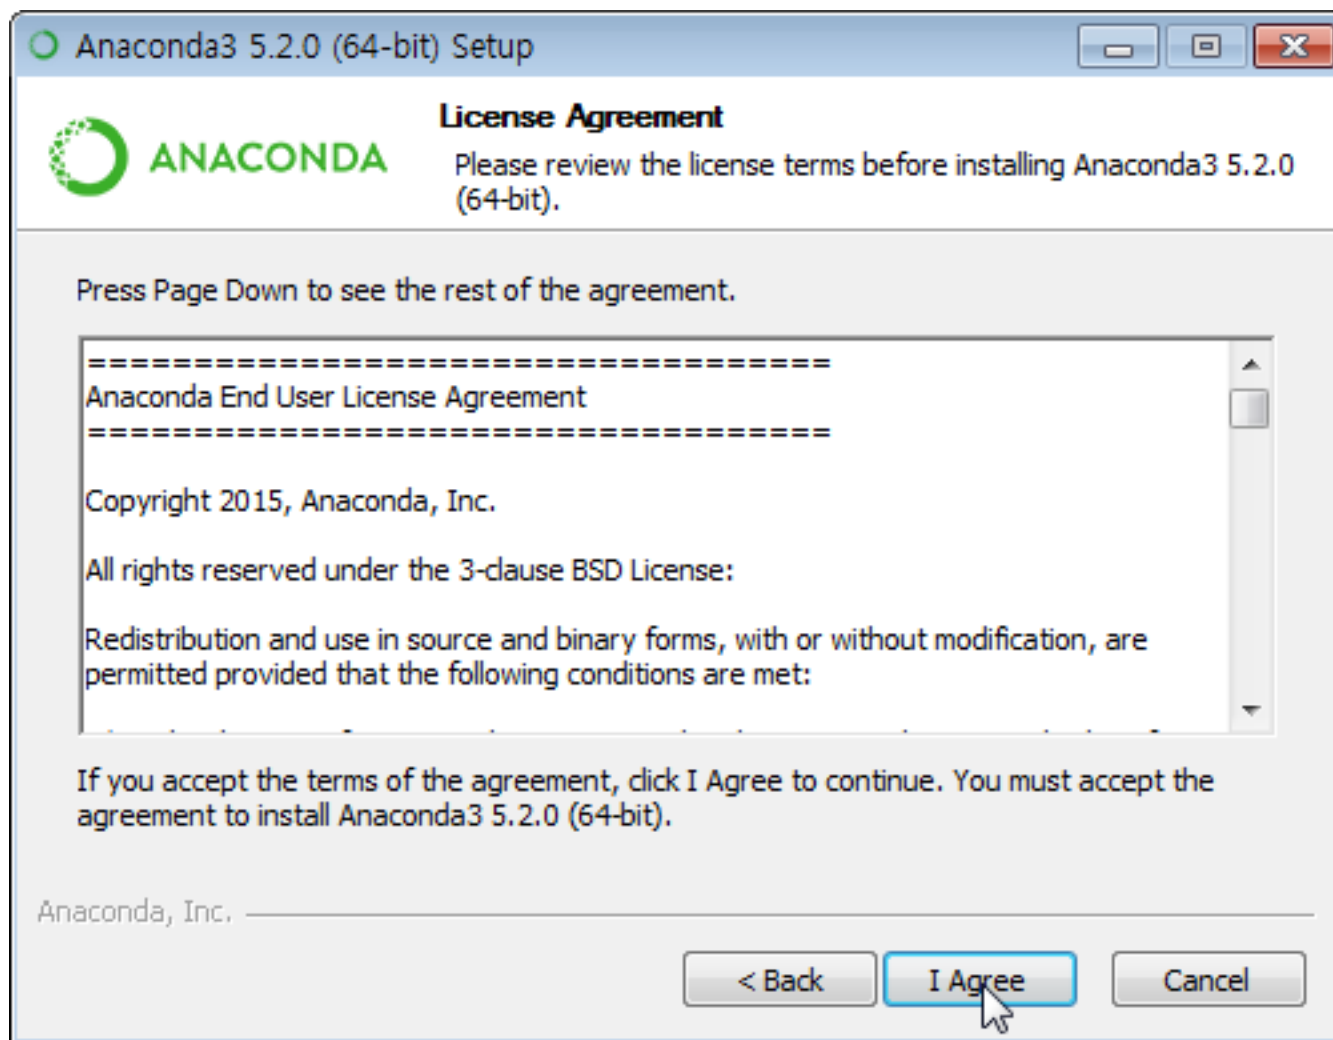 Anaconda3 5.2.0 (64-bit) Setup
ANACONDA
License Agreement
Please review the license terms before installing Anaconda3 5.2.0
(64-bit).
Press Page Down to see the rest of the agreement.
===================================
Anaconda End User License Agreement
===================================
Copyright 2015, Anaconda, Inc.
All rights reserved under the 3-clause BSD License:
Redistribution and use in source and binary forms, with or without modification, are
permitted provided that the following conditions are met:
If you accept the terms of the agreement, click I Agree to continue. You must accept the
agreement to install Anaconda3 5.2.0 (64-bit).
Anaconda, Inc.
< Back
I Agree
Cancel